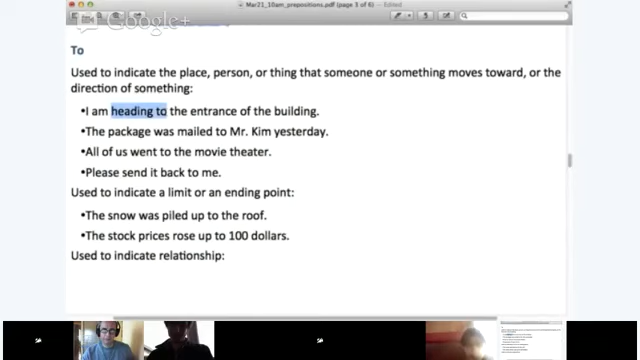 Mar21_10am_prepositions.pdf (page 3 of 6) — Edited
Google+
To
Used to indicate the place, person, or thing that someone or something moves toward, or the
direction of something:
•I am heading to the entrance of the building.
•The package was mailed to Mr. Kim yesterday.
•All of us went to the movie theater.
•Please send it back to me.
Used to indicate a limit or an ending point:
•The snow was piled up to the roof.
•The stock prices rose up to 100 dollars.
Used to indicate relationship: